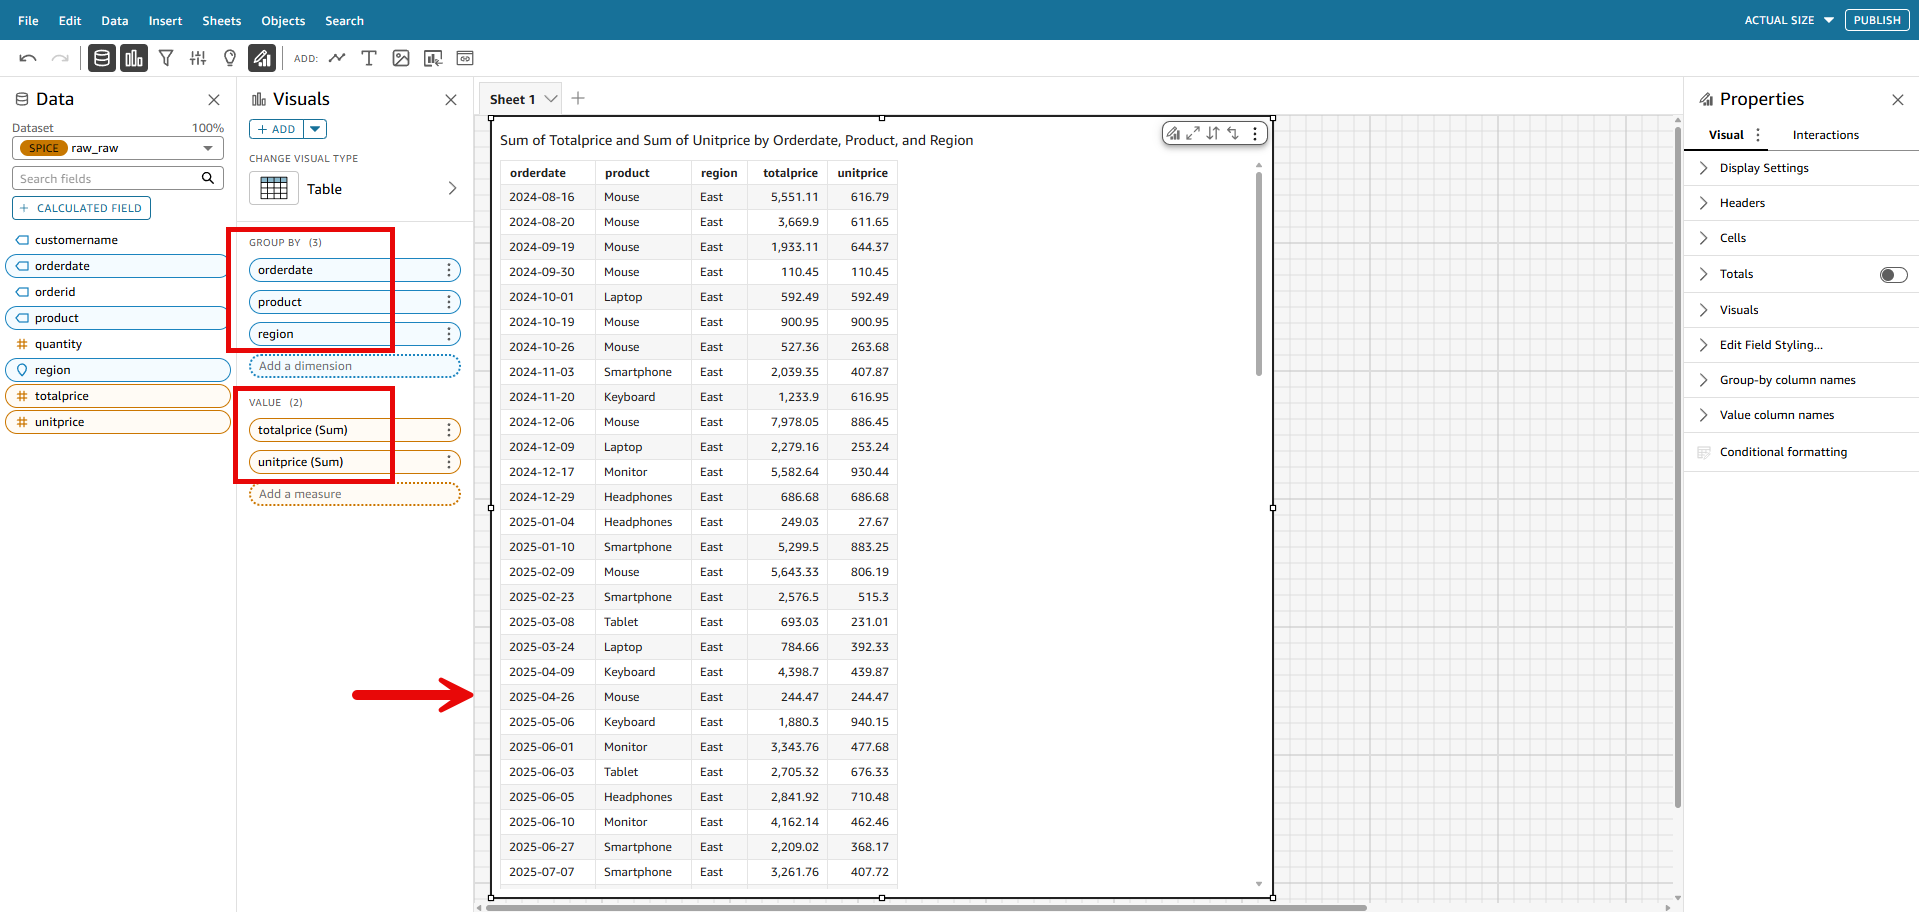 File Edit Data Insert Sheets Objects Search ACTUAL SIZE PUBLISH
ADD:
Data
Dataset 100%
SPICE raw_raw
Search fields
+ CALCULATED FIELD
customername
orderdate
orderid
product
# quantity
region
# totalprice
# unitprice
Visuals
+ ADD
CHANGE VISUAL TYPE
Table
GROUP BY (3)
orderdate
product
region
Add a dimension
VALUE (2)
totalprice (Sum)
unitprice (Sum)
Add a measure
Sheet 1
Sum of Totalprice and Sum of Unitprice by Orderdate, Product, and Region
orderdate product region totalprice unitprice
2024-08-16 Mouse East 5,551.11 616.79
2024-08-20 Mouse East 3,669.9 611.65
2024-09-19 Mouse East 1,933.11 644.37
2024-09-30 Mouse East 110.45 110.45
2024-10-01 Laptop East 592.49 592.49
2024-10-19 Mouse East 900.95 900.95
2024-10-26 Mouse East 527.36 263.68
2024-11-03 Smartphone East 2,039.35 407.87
2024-11-20 Keyboard East 1,233.9 616.95
2024-12-06 Mouse East 7,978.05 886.45
2024-12-09 Laptop East 2,279.16 253.24
2024-12-17 Monitor East 5,582.64 930.44
2024-12-29 Headphones East 686.68 686.68
2025-01-04 Headphones East 249.03 27.67
2025-01-10 Smartphone East 5,299.5 883.25
2025-02-09 Mouse East 5,643.33 806.19
2025-02-23 Smartphone East 2,576.5 515.3
2025-03-08 Tablet East 693.03 231.01
2025-03-24 Laptop East 784.66 392.33
2025-04-09 Keyboard East 4,398.7 439.87
2025-04-26 Mouse East 244.47 244.47
2025-05-06 Keyboard East 1,880.3 940.15
2025-06-01 Monitor East 3,343.76 477.68
2025-06-03 Tablet East 2,705.32 676.33
2025-06-05 Headphones East 2,841.92 710.48
2025-06-10 Monitor East 4,162.14 462.46
2025-06-27 Smartphone East 2,209.02 368.17
2025-07-07 Smartphone East 3,261.76 407.72
Properties
Visual Interactions
Display Settings
Headers
Cells
Totals
Visuals
Edit Field Styling...
Group-by column names
Value column names
Conditional formatting